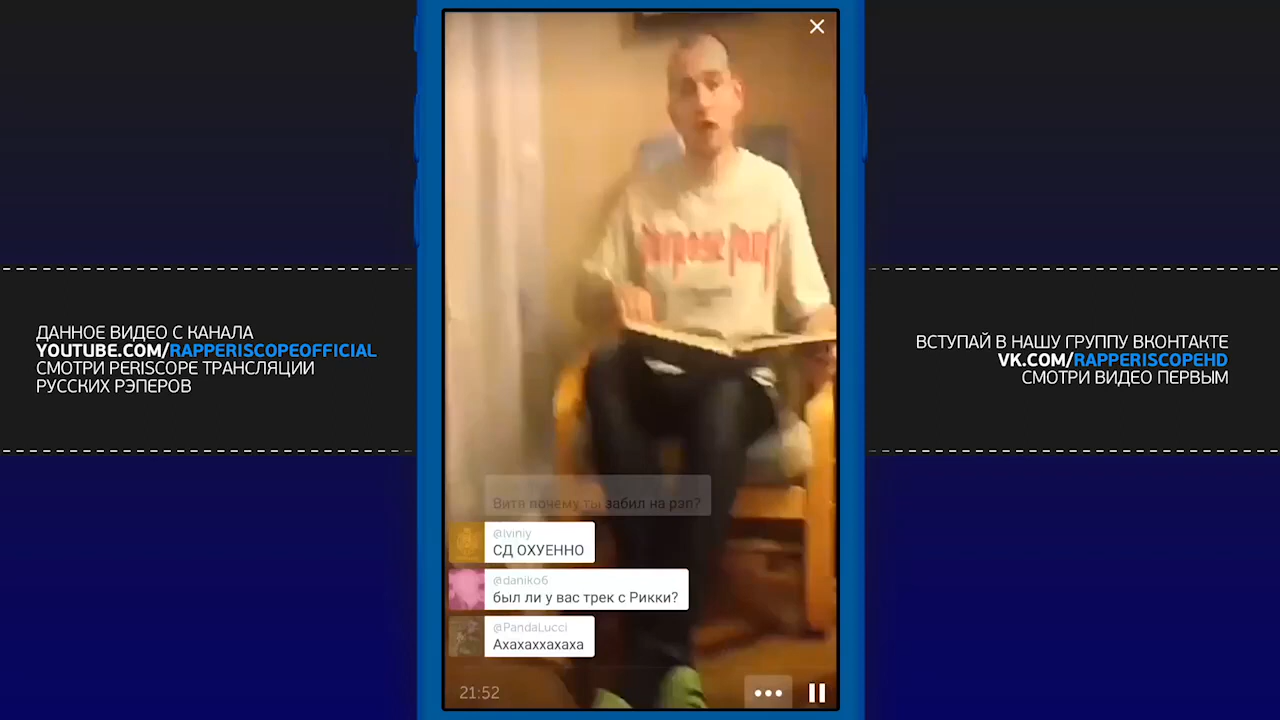 ДАННОЕ ВИДЕО С КАНАЛА
YOUTUBE.COM/RAPPERISCOPEOFFICIAL
СМОТРИ PERISCOPE ТРАНСЛЯЦИИ
РУССКИХ РЭПЕРОВ
Витя почему ты забил на рэп?
@lviniy
СД ОХУЕННО
@daniko6
был ли у вас трек с Рикки?
@PandaLucci
Ахахаххахаха
21:52
ВСТУПАЙ В НАШУ ГРУППУ ВКОНТАКТЕ
VK.COM/RAPPERISCOPEHD
СМОТРИ ВИДЕО ПЕРВЫМ